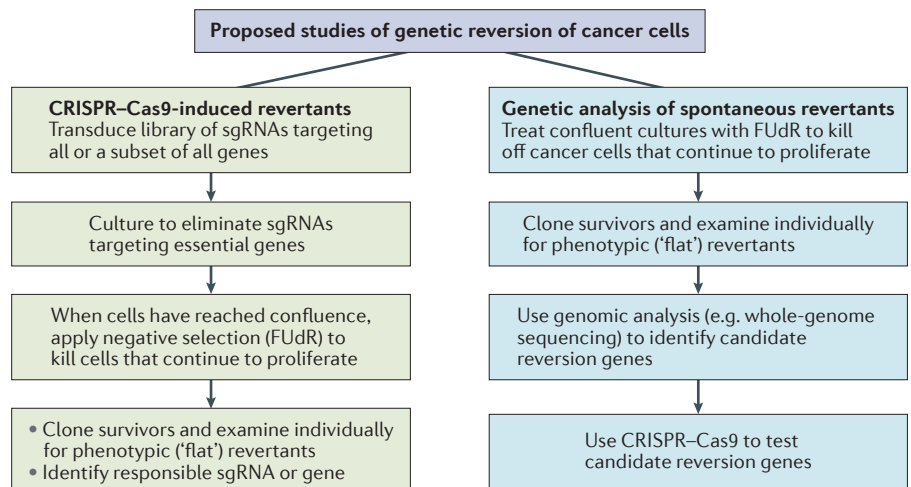 Proposed studies of genetic reversion of cancer cells
CRISPR–Cas9-induced revertants
Transduce library of sgRNAs targeting
all or a subset of all genes
Culture to eliminate sgRNAs
targeting essential genes
When cells have reached confluence,
apply negative selection (FUdR) to
kill cells that continue to proliferate
• Clone survivors and examine individually
for phenotypic (‘flat’) revertants
• Identify responsible sgRNA or gene
Genetic analysis of spontaneous revertants
Treat confluent cultures with FUdR to kill
off cancer cells that continue to proliferate
Clone survivors and examine individually
for phenotypic (‘flat’) revertants
Use genomic analysis (e.g. whole-genome
sequencing) to identify candidate
reversion genes
Use CRISPR–Cas9 to test
candidate reversion genes